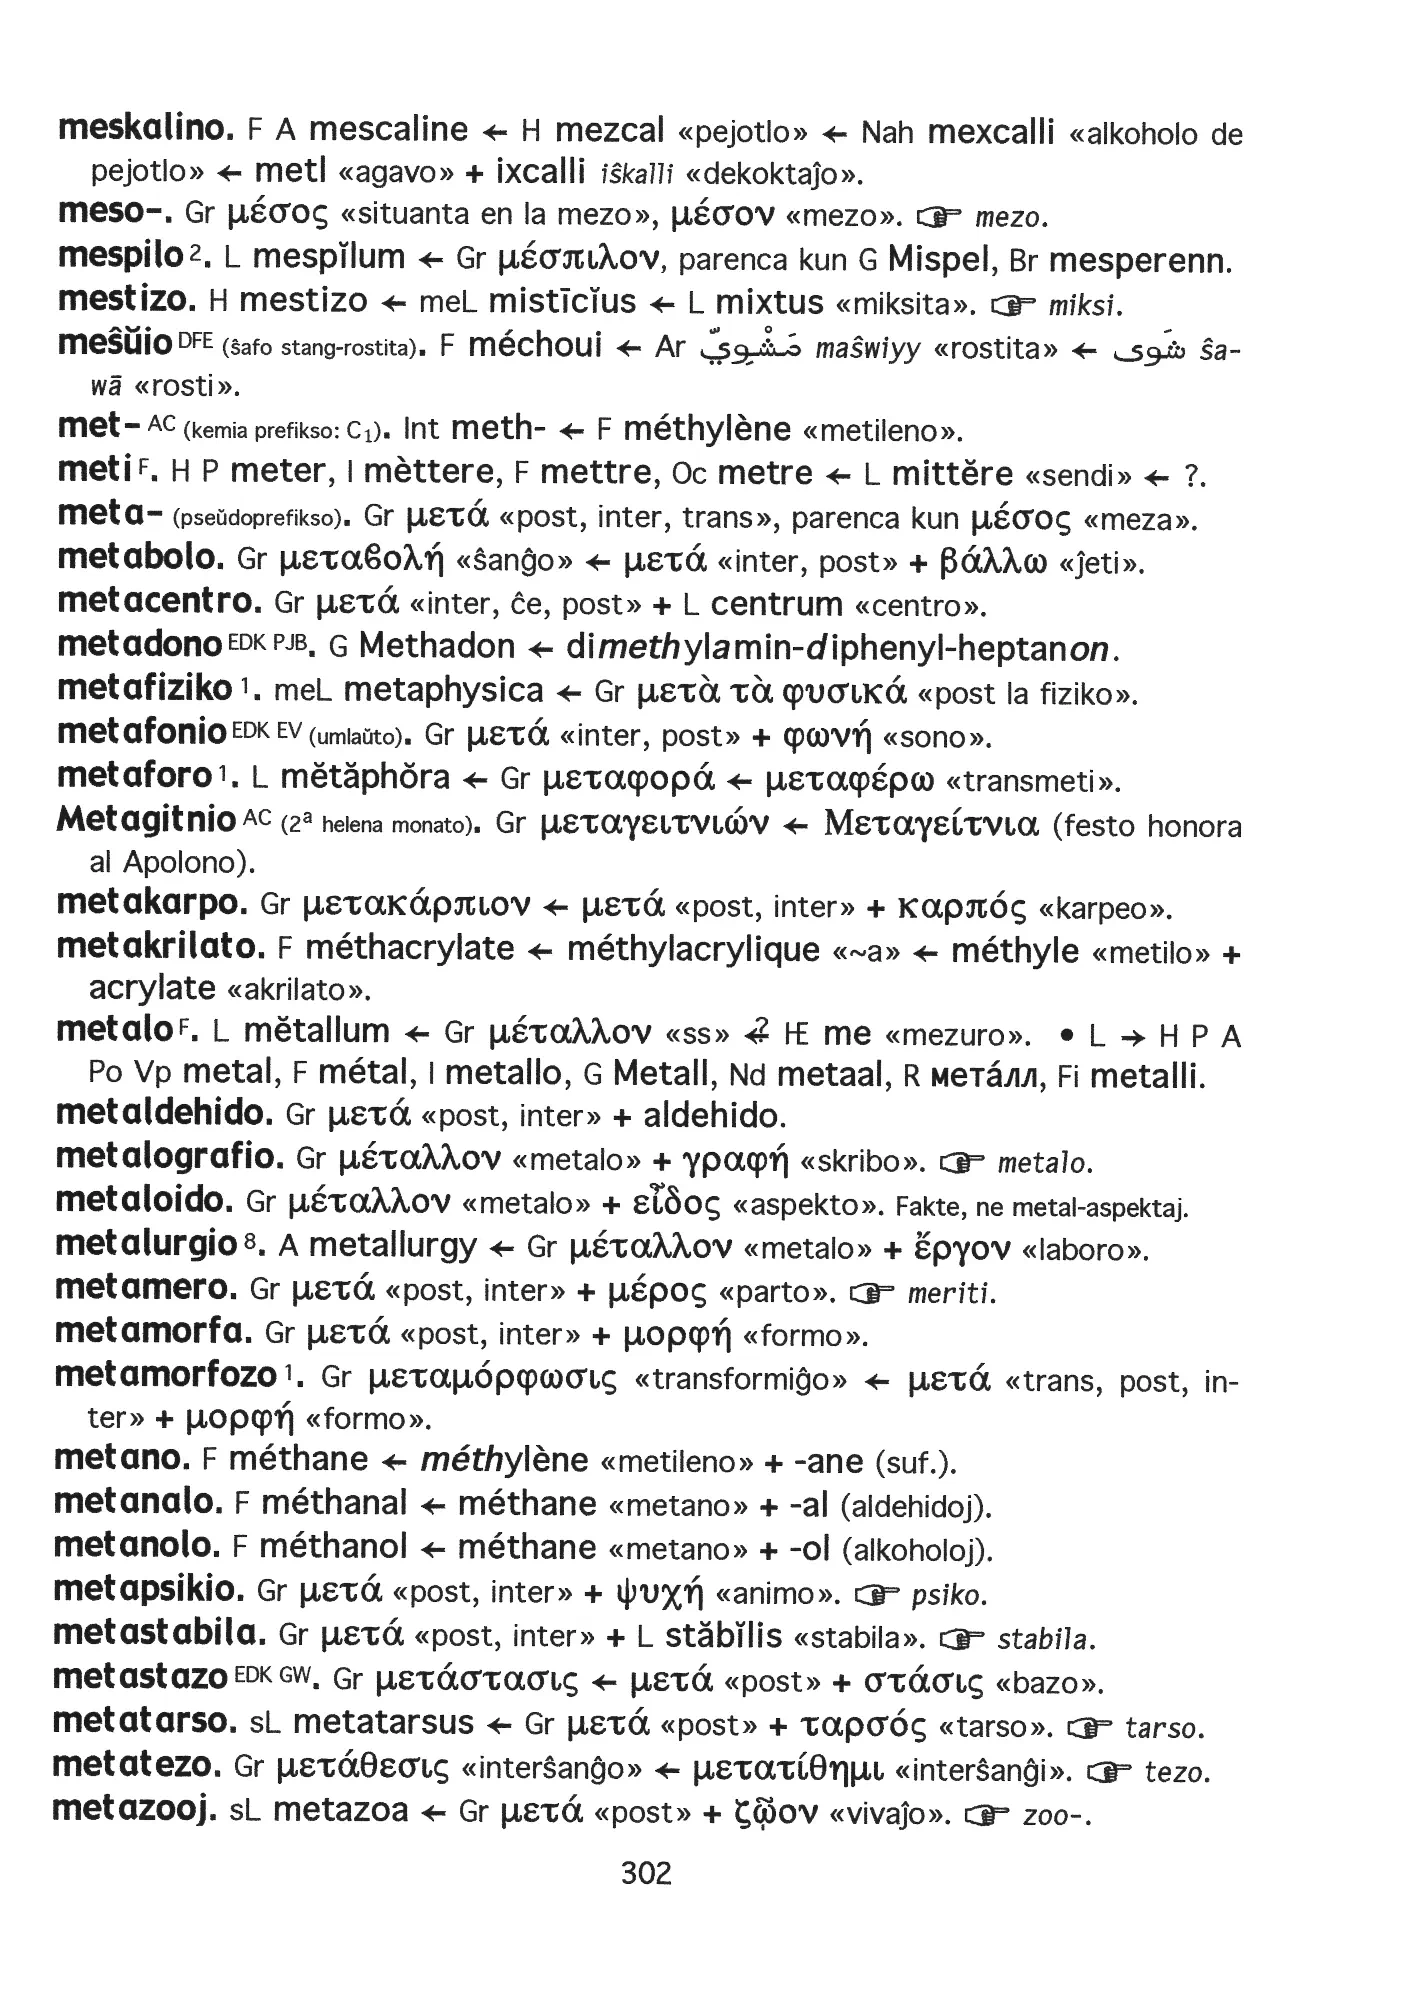 meskalino. F A mescaline ← H mezcal «pejotlo» ← Nah mexcalli «alkoholo de
pejotlo» ← metl «agavo» + ixcalli iŝkalli «dekoktaĵo».
meso-. Gr μέσος «situanta en la mezo», μέσον «mezo». ☞ mezo.
mespilo 2. L mespĭlum ← Gr μέσπιλον, parenca kun G Mispel, Br mesperenn.
mestizo. H mestizo ← meL mistīcĭus ← L mixtus «miksita». ☞ miksi.
meŝŭio DFE (ŝafo stang-rostita). F méchoui ← Ar مَشْوِيّ maŝwiyy «rostita» ← شَوى ŝa-
wā «rosti».
met- AC (kemia prefikso: C1). Int meth- ← F méthylène «metileno».
meti F. H P meter, I mèttere, F mettre, Oc metre ← L mittĕre «sendi» ← ?.
meta- (pseŭdoprefikso). Gr μετά «post, inter, trans», parenca kun μέσος «meza».
metabolo. Gr μεταϐολή «ŝanĝo» ← μετά «inter, post» + βάλλω «ĵeti».
metacentro. Gr μετά «inter, ĉe, post» + L centrum «centro».
metadono EDK PJB. G Methadon ← dimethylamin-diphenyl-heptanon.
metafiziko 1. meL metaphysica ← Gr μετὰ τὰ φυσικά «post la fiziko».
metafonio EDK EV (umlaŭto). Gr μετά «inter, post» + φωνή «sono».
metaforo 1. L mĕtăphŏra ← Gr μεταφορά ← μεταφέρω «transmeti».
Metagitnio AC (2a helena monato). Gr μεταγειτνιών ← Μεταγείτνια (festo honora
al Apolono).
metakarpo. Gr μετακάρπιον ← μετά «post, inter» + καρπός «karpeo».
metakrilato. F méthacrylate ← méthylacrylique «~a» ← méthyle «metilo» +
acrylate «akrilato».
metalo F. L mĕtallum ← Gr μέταλλον «ss» ←? IE me «mezuro». • L → H P A
Po Vp metal, F métal, I metallo, G Metall, Nd metaal, R мета́лл, Fi metalli.
metaldehido. Gr μετά «post, inter» + aldehido.
metalografio. Gr μέταλλον «metalo» + γραφή «skribo». ☞ metalo.
metaloido. Gr μέταλλον «metalo» + εἶδος «aspekto». Fakte, ne metal-aspektaj.
metalurgio 8. A metallurgy ← Gr μέταλλον «metalo» + ἔργον «laboro».
metamero. Gr μετά «post, inter» + μέρος «parto». ☞ meriti.
metamorfa. Gr μετά «post, inter» + μορφή «formo».
metamorfozo 1. Gr μεταμόρφωσις «transformiĝo» ← μετά «trans, post, in-
ter» + μορφή «formo».
metano. F méthane ← méthylène «metileno» + -ane (suf.).
metanalo. F méthanal ← méthane «metano» + -al (aldehidoj).
metanolo. F méthanol ← méthane «metano» + -ol (alkoholoj).
metapsikio. Gr μετά «post, inter» + ψυχή «animo». ☞ psiko.
metastabila. Gr μετά «post, inter» + L stăbĭlis «stabila». ☞ stabila.
metastazo EDK GW. Gr μετάστασις ← μετά «post» + στάσις «bazo».
metatarso. sL metatarsus ← Gr μετά «post» + ταρσός «tarso». ☞ tarso.
metatezo. Gr μετάθεσις «interŝanĝo» ← μετατίθημι «interŝanĝi». ☞ tezo.
metazooj. sL metazoa ← Gr μετά «post» + ζῷον «vivaĵo». ☞ zoo-.
302